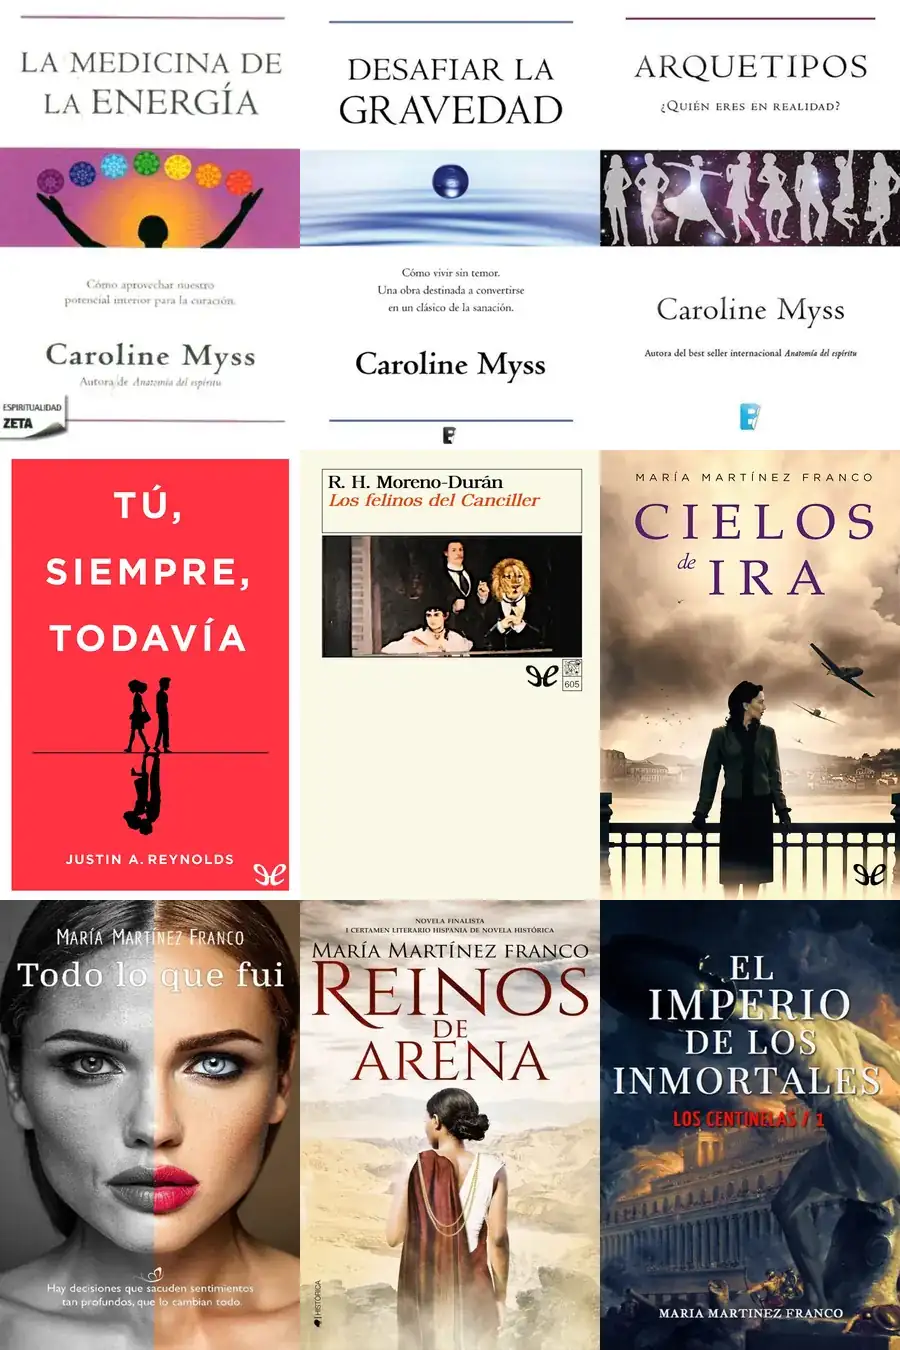 LA MEDICINA DE
LA ENERGÍA
Cómo aprovechar nuestro
potencial interior para la curación.
Caroline Myss
Autora de Anatomía del espíritu
ESPIRITUALIDAD
ZETA
DESAFIAR LA
GRAVEDAD
Cómo vivir sin temor.
Una obra destinada a convertirse
en un clásico de la sanación.
Caroline Myss
B
ARQUETIPOS
¿QUIÉN ERES EN REALIDAD?
Caroline Myss
Autora del best seller internacional Anatomía del espíritu
B
TÚ,
SIEMPRE,
TODAVÍA
JUSTIN A. REYNOLDS
R. H. Moreno-Durán
Los felinos del Canciller
605
MARÍA MARTÍNEZ FRANCO
CIELOS
de
IRA
MARÍA MARTÍNEZ FRANCO
Todo lo que fui
Hay decisiones que sacuden sentimientos
tan profundos, que lo cambian todo.
NOVELA FINALISTA
I CERTAMEN LITERARIO HISPANIA DE NOVELA HISTÓRICA
MARÍA MARTÍNEZ FRANCO
REINOS
DE
ARENA
HISTÓRICA
EL
IMPERIO
DE LOS
INMORTALES
LOS CENTINELAS / 1
MARIA MARTINEZ FRANCO